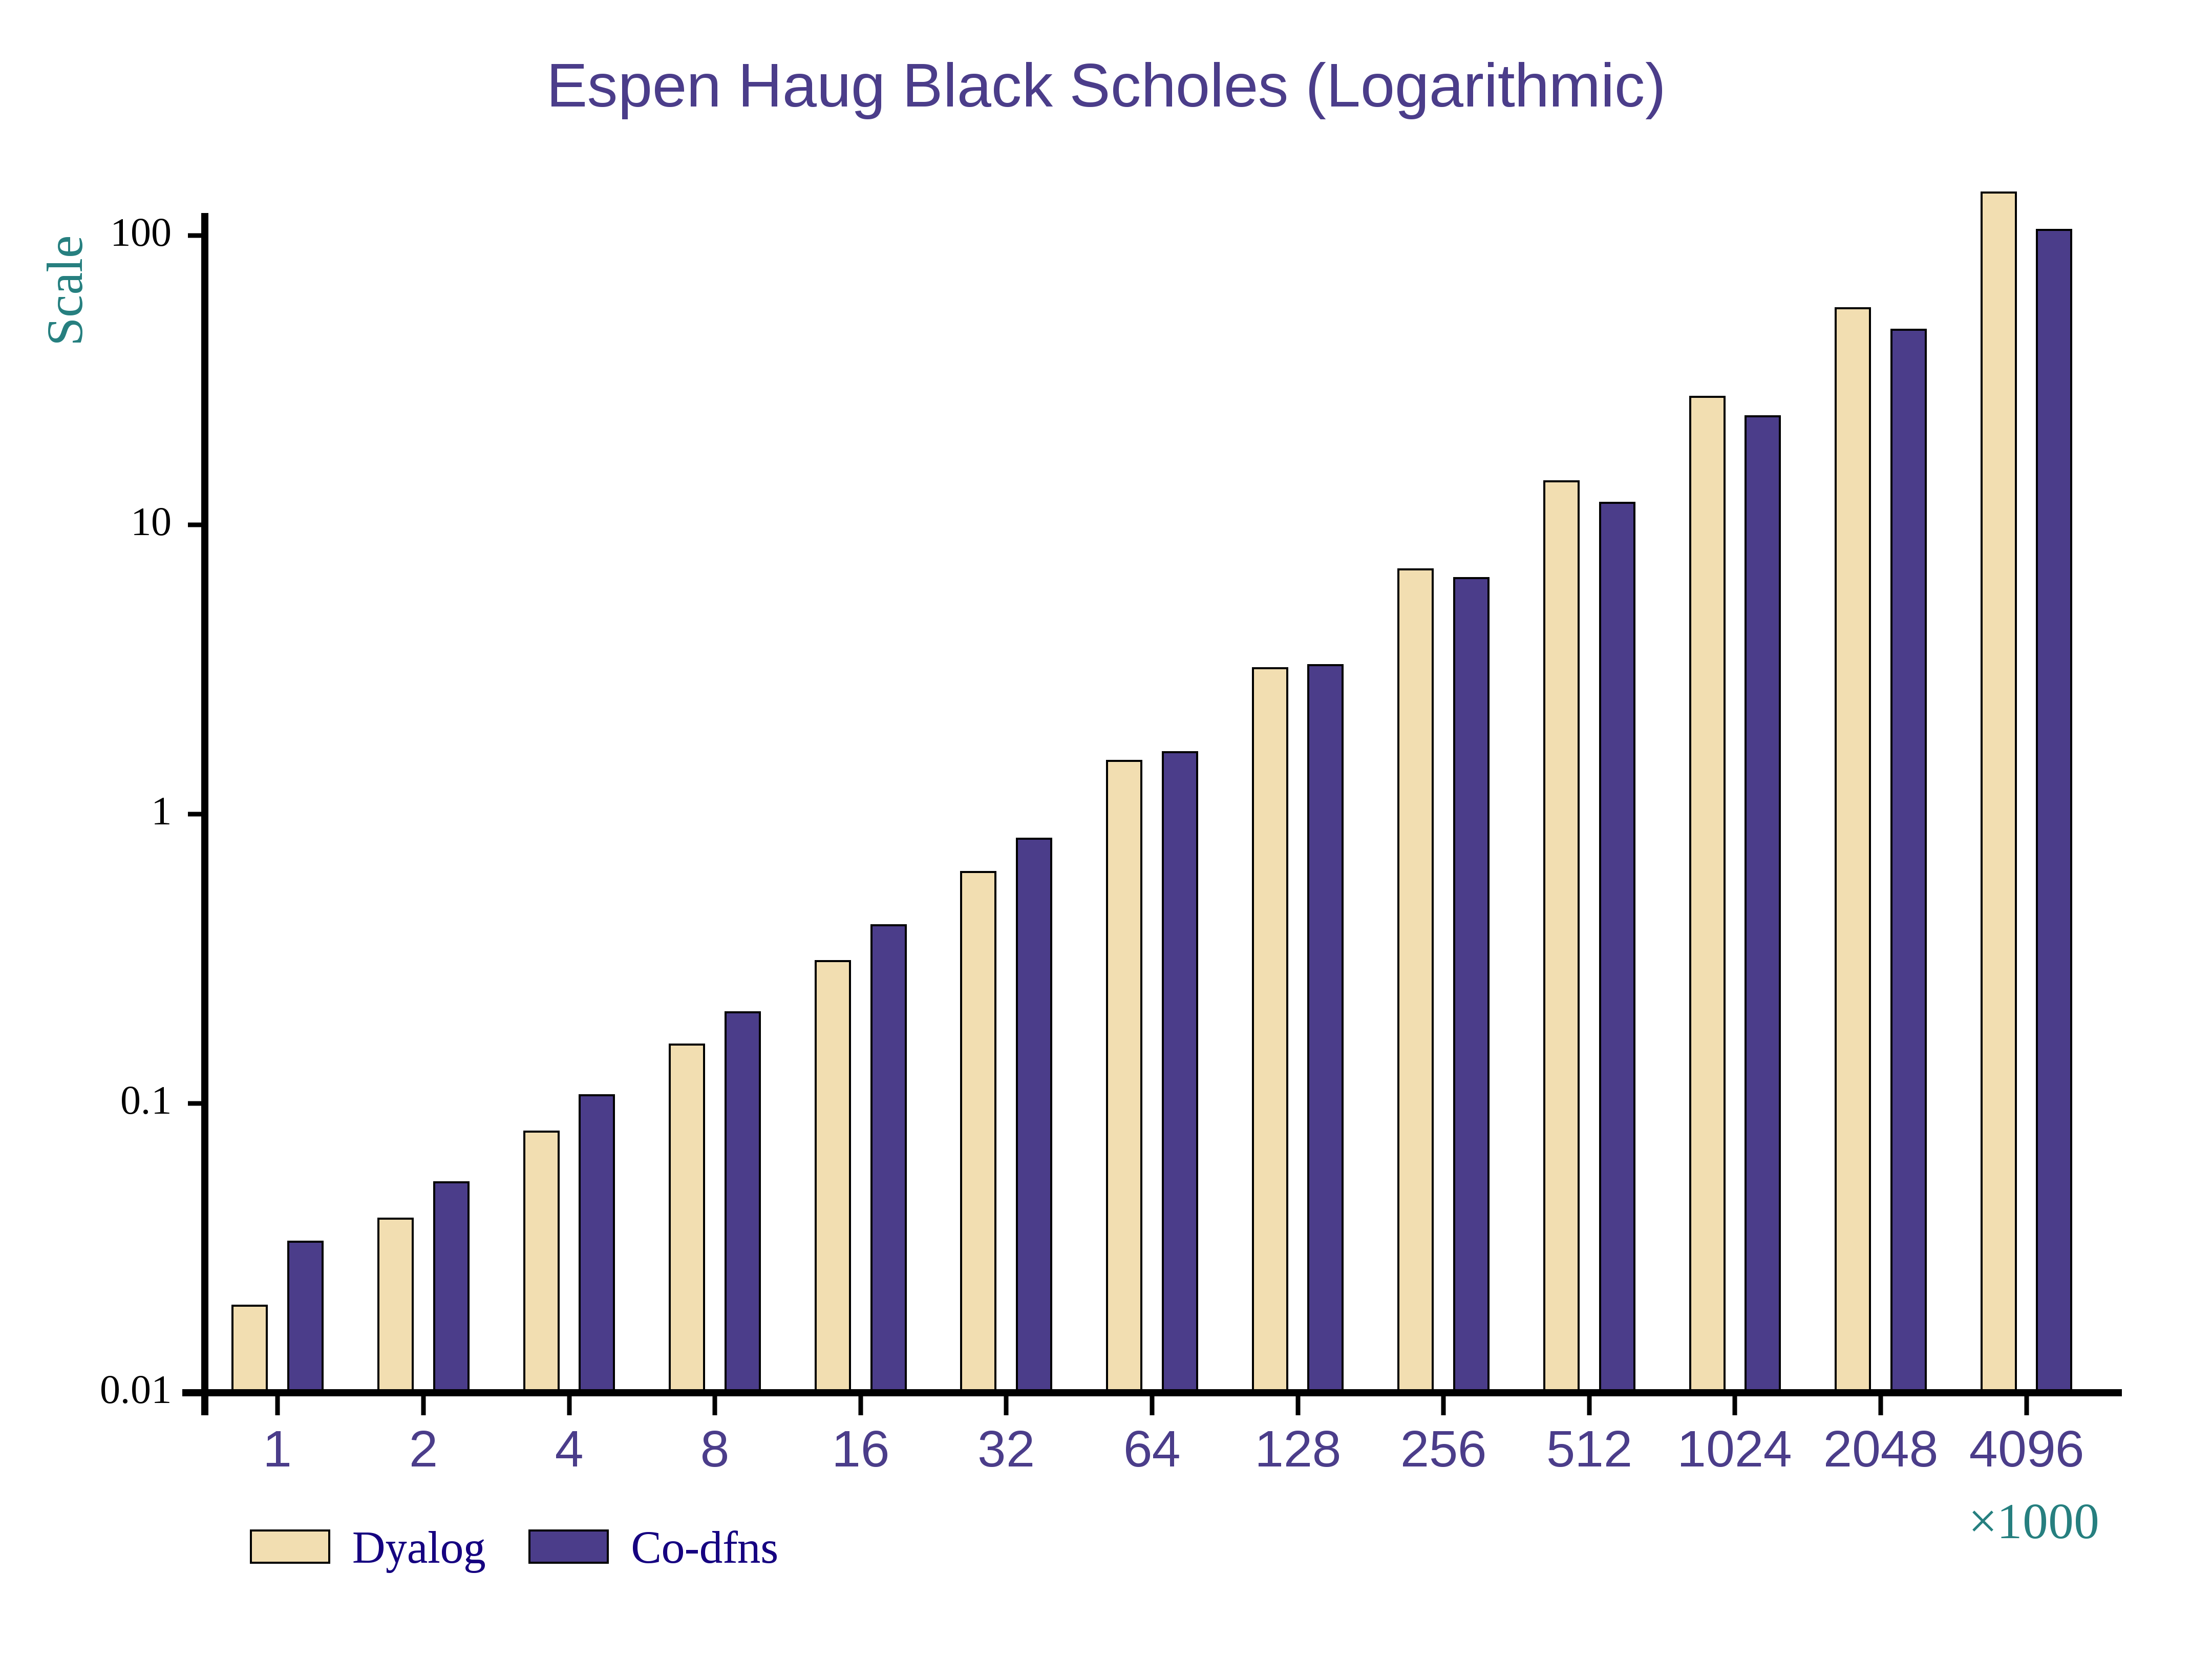 Espen Haug Black Scholes (Logarithmic)
Scale
100
10
1
0.1
0.01
1 2 4 8 16 32 64 128 256 512 1024 2048 4096
×1000
Dyalog Co-dfns